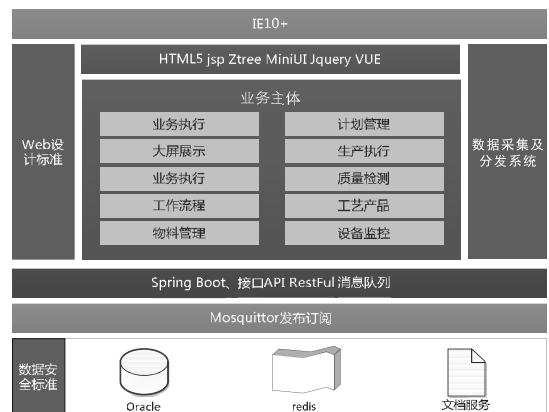 IE10+
HTML5 jsp Ztree MiniUI Jquery VUE
Web设
计标准
业务主体
业务执行
计划管理
大屏展示
生产执行
业务执行
质量检测
工作流程
工艺产品
物料管理
设备监控
数据采集及
分发系统
Spring Boot、接口API RestFul 消息队列
Mosquittor发布订阅
数据安
全标准
Oracle
redis
文档服务